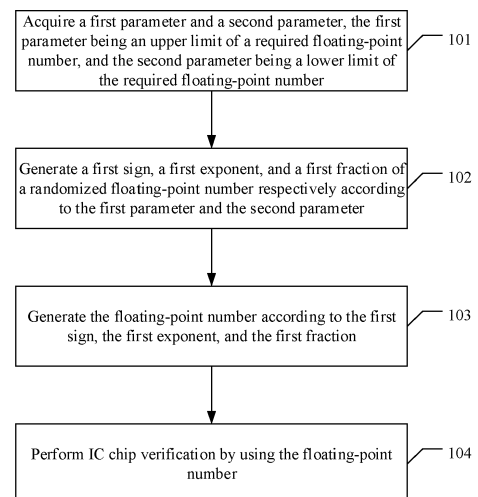 Acquire a first parameter and a second parameter, the first
parameter being an upper limit of a required floating-point
number, and the second parameter being a lower limit of
the required floating-point number
101
Generate a first sign, a first exponent, and a first fraction of
a randomized floating-point number respectively according
to the first parameter and the second parameter
102
Generate the floating-point number according to the first
sign, the first exponent, and the first fraction
103
Perform IC chip verification by using the floating-point
number
104